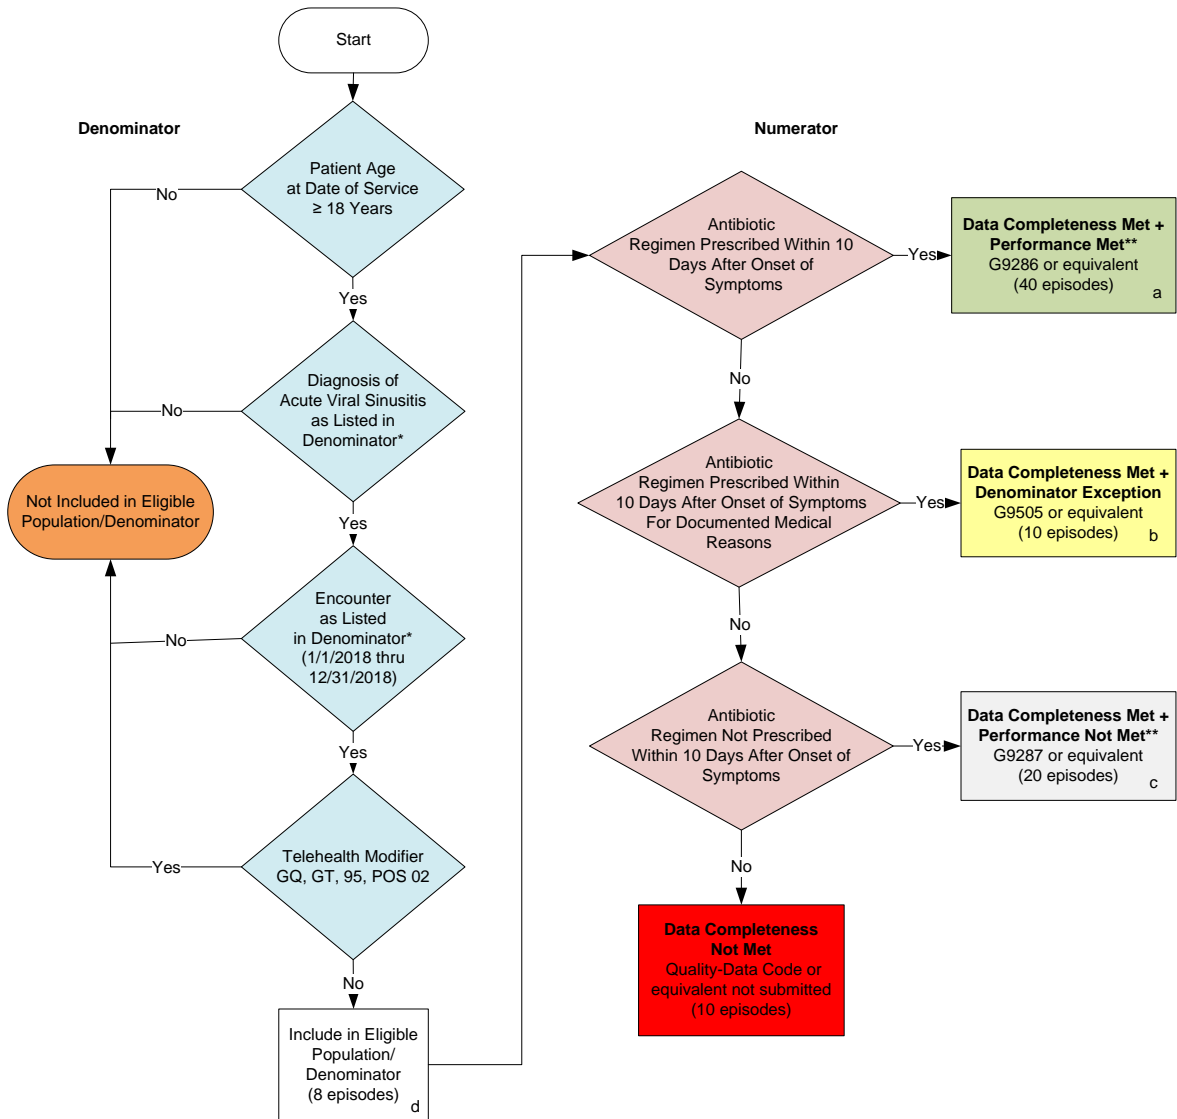 Start
Denominator
Patient Age
at Date of Service
≥ 18 Years
No
Yes
Diagnosis of
Acute Viral Sinusitis
as Listed in
Denominator*
No
Not Included in Eligible
Population/Denominator
Yes
Encounter
as Listed
in Denominator*
(1/1/2018 thru
12/31/2018)
No
Yes
Telehealth Modifier
GQ, GT, 95, POS 02
Yes
No
Include in Eligible
Population/
Denominator
(8 episodes)
d
Numerator
Antibiotic
Regimen Prescribed Within 10
Days After Onset of
Symptoms
Yes
Data Completeness Met +
Performance Met**
G9286 or equivalent
(40 episodes)
a
No
Antibiotic
Regimen Prescribed Within
10 Days After Onset of Symptoms
For Documented Medical
Reasons
Yes
Data Completeness Met +
Denominator Exception
G9505 or equivalent
(10 episodes)
b
No
Antibiotic
Regimen Not Prescribed
Within 10 Days After Onset of
Symptoms
Yes
Data Completeness Met +
Performance Not Met**
G9287 or equivalent
(20 episodes)
c
No
Data Completeness
Not Met
Quality-Data Code or
equivalent not submitted
(10 episodes)